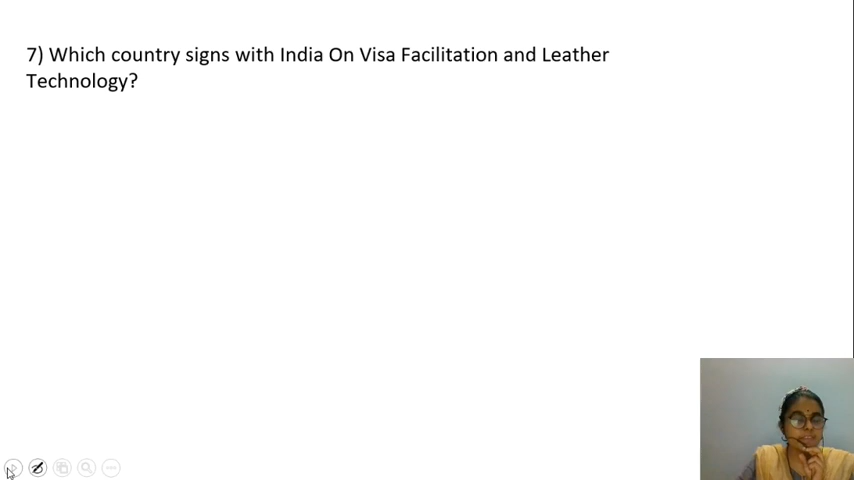 7) Which country signs with India On Visa Facilitation and Leather
Technology?